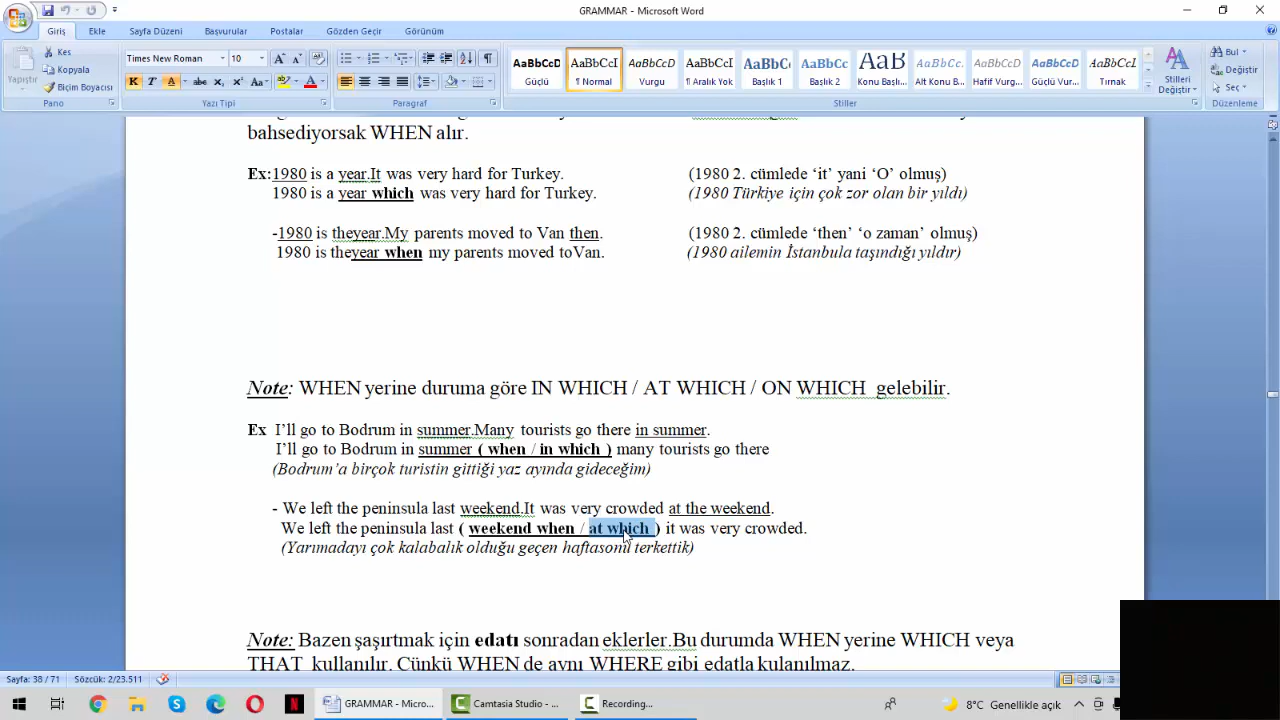 GRAMMAR - Microsoft Word
Giriş Ekle Sayfa Düzeni Başvurular Postalar Gözden Geçir Görünüm
Yapıştır
Kes
Kopyala
Biçim Boyacısı
Pano
Times New Roman 10
K T A
Yazı Tipi
Paragraf
AaBbCcD AaBbCcI AaBbCcD AaBbCcI AaBbCc AaBbCc AaB AaBbCc. AaBbCcD AaBbCcD AaBbCcI
Güçlü ¶ Normal Vurgu ¶ Aralık Yok Başlık 1 Başlık 2 Konu Başlı... Alt Konu B... Hafif Vurg... Güçlü Vur... Tırnak
Stilleri Değiştir
Stiller
Bul
Değiştir
Seç
Düzenleme
bahsediyorsak WHEN alır.
Ex:1980 is a year.It was very hard for Turkey. (1980 2. cümlede ‘it’ yani ‘O’ olmuş)
1980 is a year which was very hard for Turkey. (1980 Türkiye için çok zor olan bir yıldı)
-1980 is theyear.My parents moved to Van then. (1980 2. cümlede ‘then’ ‘o zaman’ olmuş)
1980 is theyear when my parents moved toVan. (1980 ailemin İstanbula taşındığı yıldır)
Note: WHEN yerine duruma göre IN WHICH / AT WHICH / ON WHICH gelebilir.
Ex I’ll go to Bodrum in summer.Many tourists go there in summer.
I’ll go to Bodrum in summer ( when / in which ) many tourists go there
(Bodrum’a birçok turistin gittiği yaz ayında gideceğim)
- We left the peninsula last weekend.It was very crowded at the weekend.
We left the peninsula last ( weekend when / at which ) it was very crowded.
(Yarımadayı çok kalabalık olduğu geçen haftasonu terkettik)
Note: Bazen şaşırtmak için edatı sonradan eklerler.Bu durumda WHEN yerine WHICH veya
THAT kullanılır. Çünkü WHEN de aynı WHERE gibi edatla kulanılmaz.
Sayfa: 38 / 71 Sözcük: 2/23.511
GRAMMAR - Micro... Camtasia Studio - ... Recording... 8°C Genellikle açık